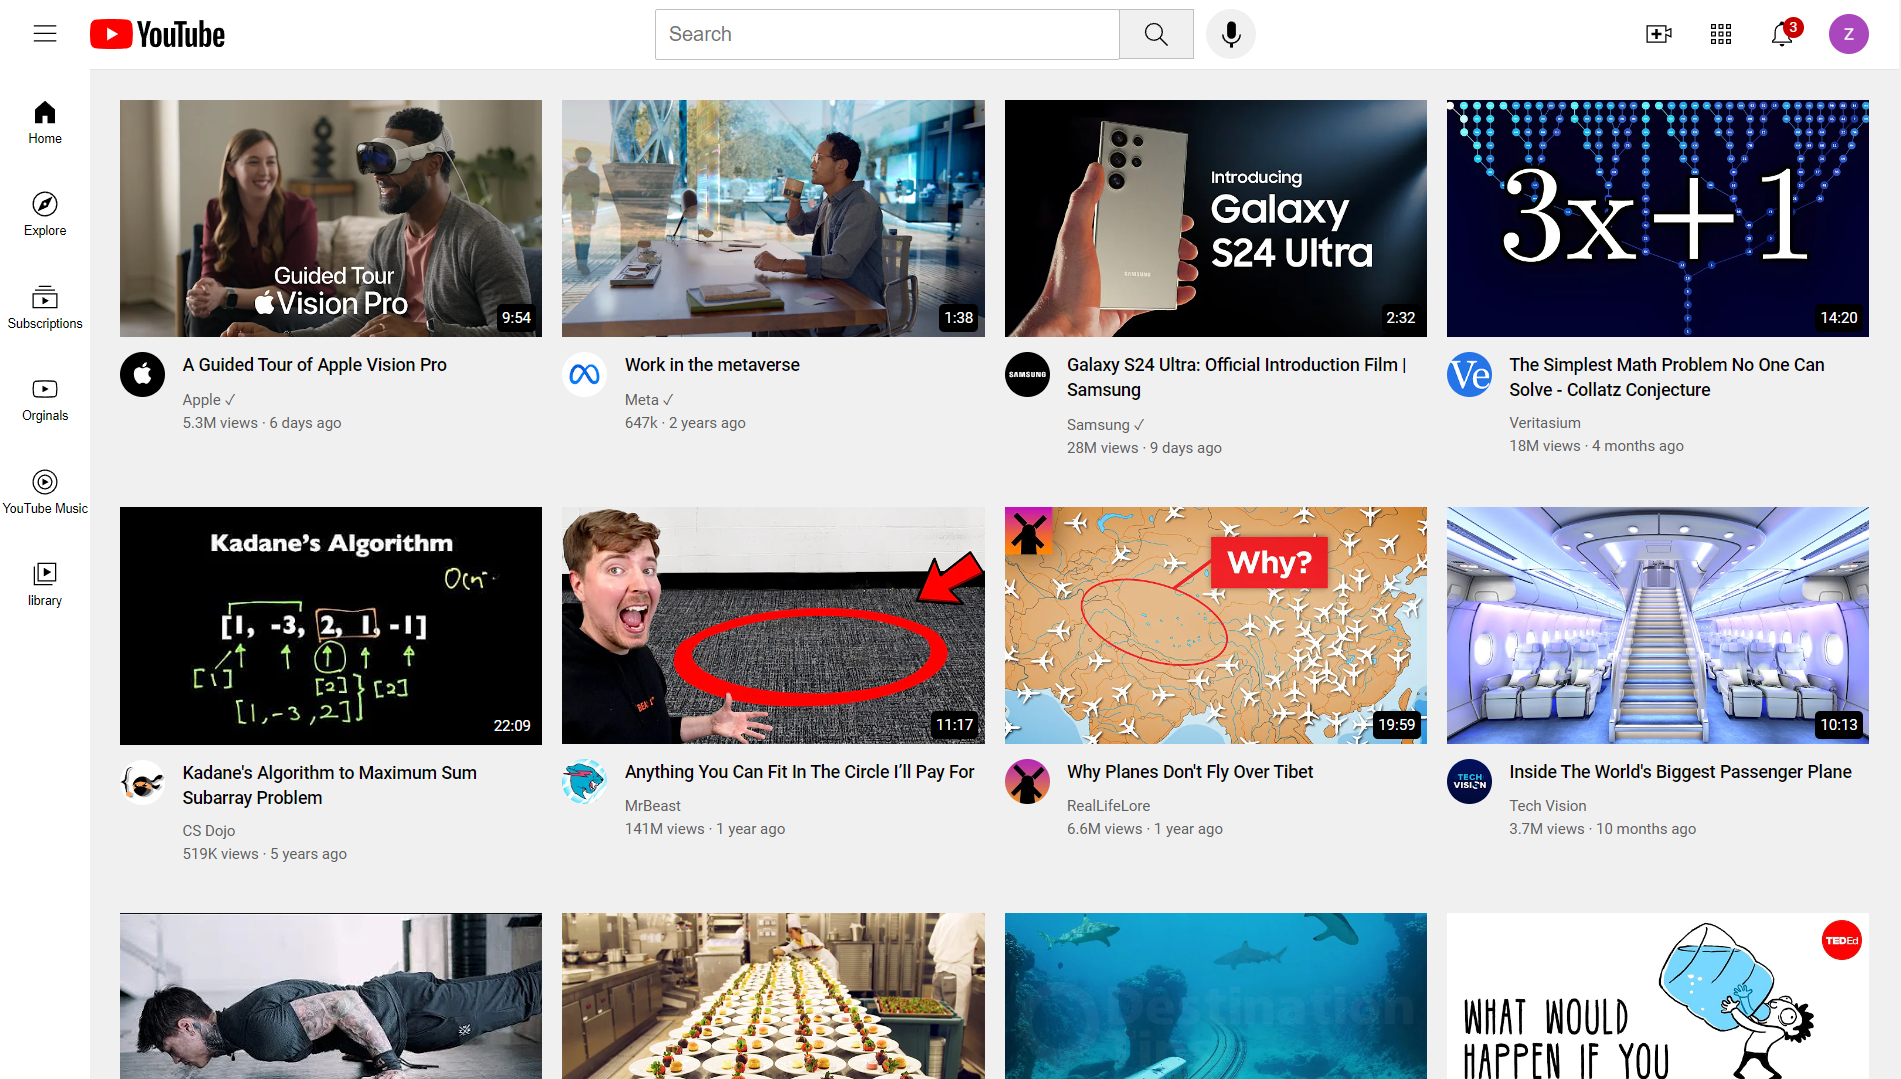 YouTube
Search
3
Z
Home
Explore
Subscriptions
Orginals
YouTube Music
library
Guided Tour
Vision Pro
9:54
A Guided Tour of Apple Vision Pro
Apple ✓
5.3M views · 6 days ago
1:38
Work in the metaverse
Meta ✓
647k · 2 years ago
Introducing
Galaxy
S24 Ultra
SAMSUNG
2:32
SAMSUNG
Galaxy S24 Ultra: Official Introduction Film |
Samsung
Samsung ✓
28M views · 9 days ago
3x+1
14:20
Ve
The Simplest Math Problem No One Can
Solve - Collatz Conjecture
Veritasium
18M views · 4 months ago
Kadane's Algorithm
[1, -3, 2, 1, -1]
[1]
[2]
[2]
[1,-3,2]
22:09
Kadane's Algorithm to Maximum Sum
Subarray Problem
CS Dojo
519K views · 5 years ago
11:17
Anything You Can Fit In The Circle I’ll Pay For
MrBeast
141M views · 1 year ago
Why?
19:59
Why Planes Don't Fly Over Tibet
RealLifeLore
6.6M views · 1 year ago
10:13
TECH
VISION
Inside The World's Biggest Passenger Plane
Tech Vision
3.7M views · 10 months ago
Destination
TEDEd
WHAT WOULD
HAPPEN IF YOU